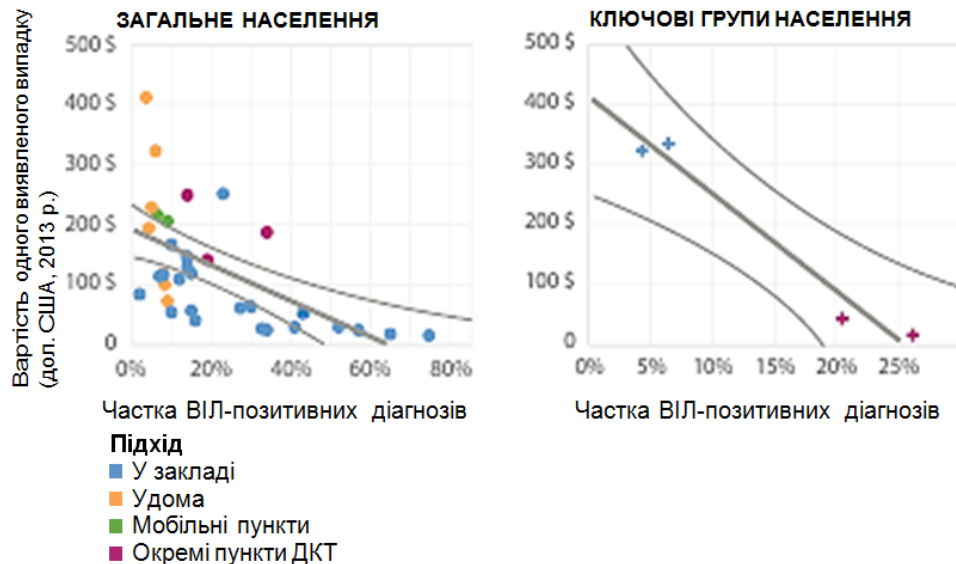 ЗАГАЛЬНЕ НАСЕЛЕННЯ
Вартість одного виявленого випадку
(дол. США, 2013 р.)
500 $
400 $
300 $
200 $
100 $
0
0% 20% 40% 60% 80%
Частка ВІЛ-позитивних діагнозів
КЛЮЧОВІ ГРУПИ НАСЕЛЕННЯ
500 $
400 $
300 $
200 $
100 $
0
0% 5% 10% 15% 20% 25%
Частка ВІЛ-позитивних діагнозів
Підхід
У закладі
Удома
Мобільні пункти
Окремі пункти ДКТ